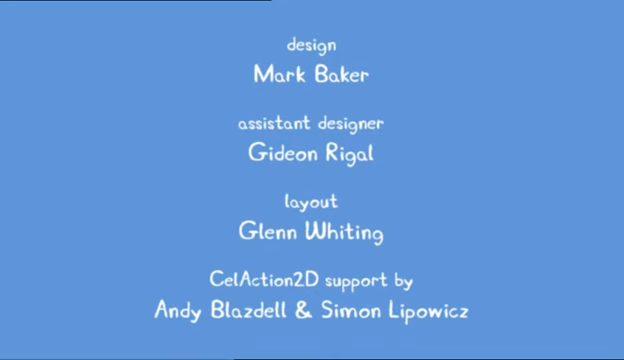 design
Mark Baker
assistant designer
Gideon Rigal
layout
Glenn Whiting
CelAction2D support by
Andy Blazdell & Simon Lipowicz